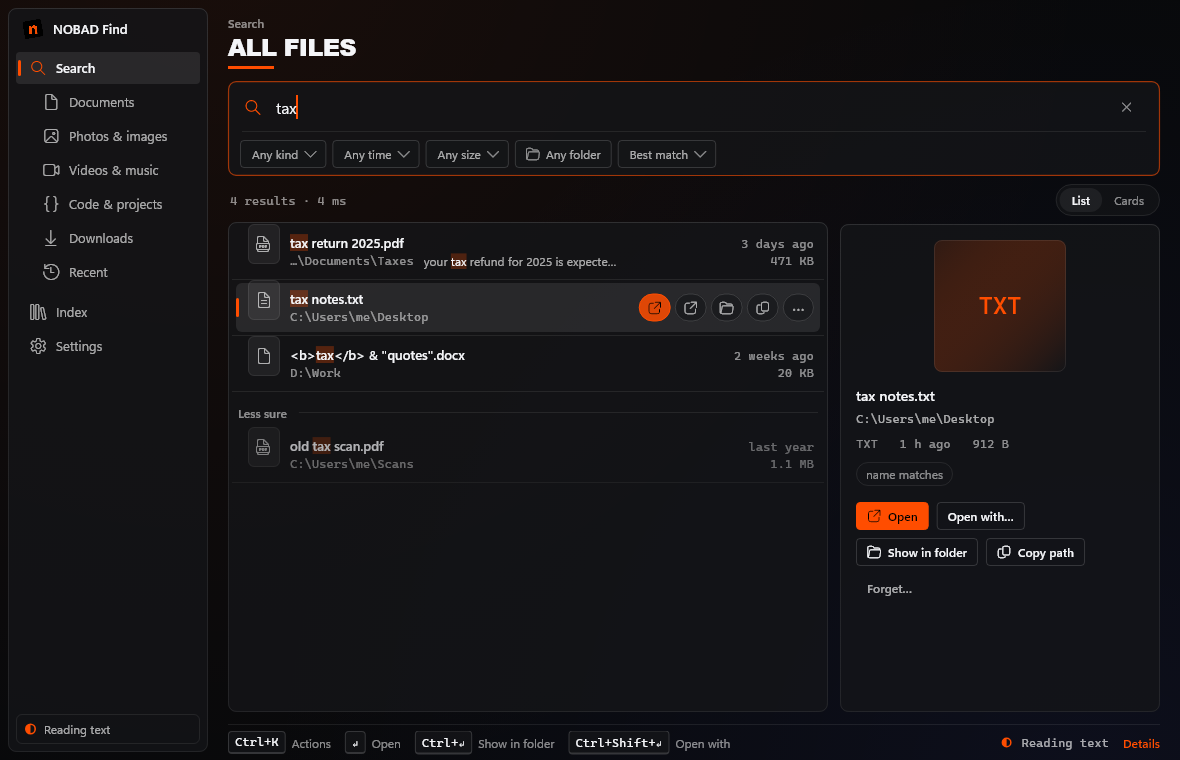 NOBAD Find
Search
Documents
Photos & images
Videos & music
Code & projects
Downloads
Recent
Index
Settings
Reading text
Search
ALL FILES
tax
Any kind
Any time
Any size
Any folder
Best match
4 results · 4 ms
List
Cards
tax return 2025.pdf
3 days ago
…\Documents\Taxes your tax refund for 2025 is expecte...
471 KB
tax notes.txt
C:\Users\me\Desktop
<b>tax</b> & "quotes".docx
2 weeks ago
D:\Work
20 KB
Less sure
old tax scan.pdf
last year
C:\Users\me\Scans
1.1 MB
TXT
tax notes.txt
C:\Users\me\Desktop
TXT 1 h ago 912 B
name matches
Open
Open with...
Show in folder
Copy path
Forget...
Ctrl+K Actions ↲ Open Ctrl+↲ Show in folder Ctrl+Shift+↲ Open with
Reading text Details